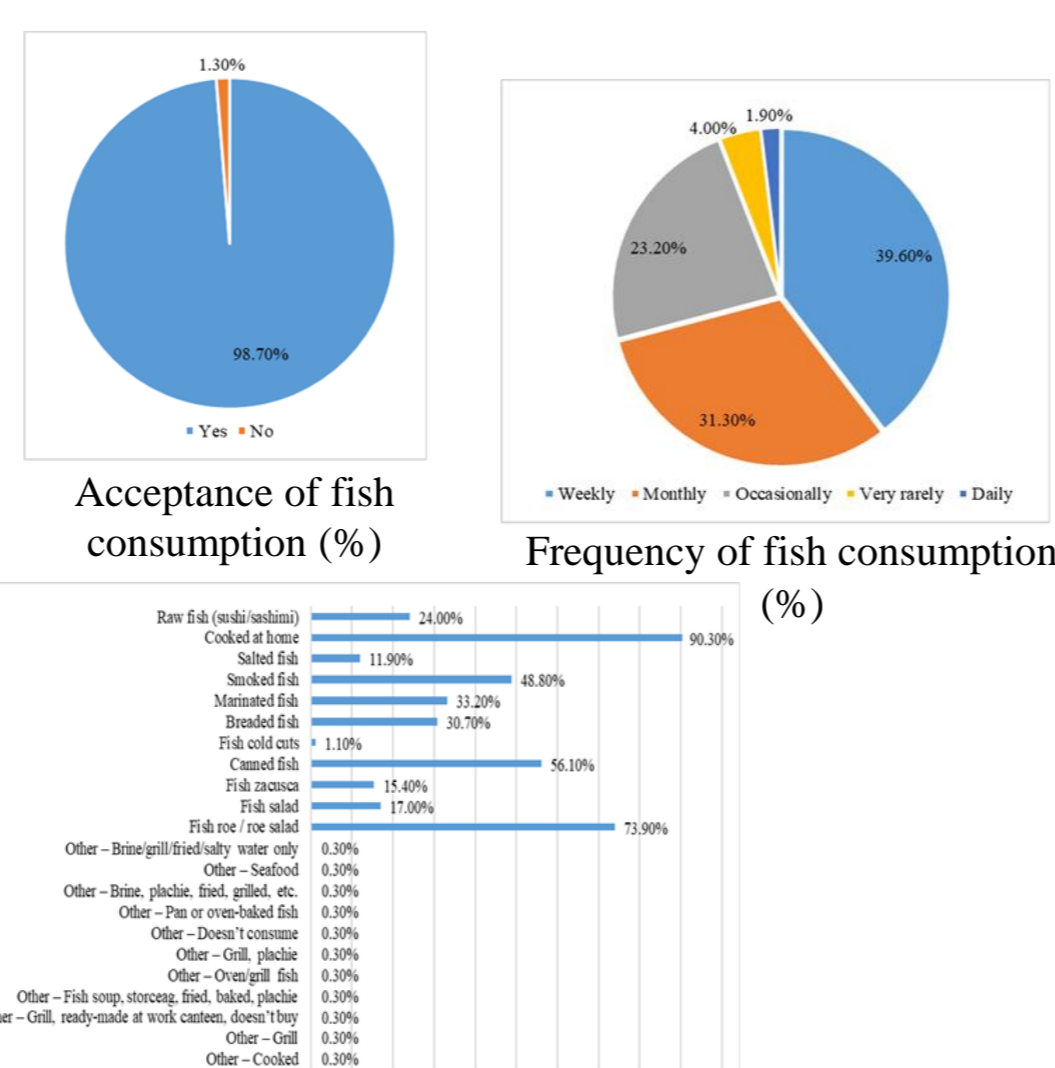 1.30%
98.70%
Yes No
Acceptance of fish
consumption (%)
1.90%
4.00%
23.20%
39.60%
31.30%
Weekly Monthly Occasionally Very rarely Daily
Frequency of fish consumption
(%)
Raw fish (sushi/sashimi) 24.00%
Cooked at home 90.30%
Salted fish 11.90%
Smoked fish 48.80%
Marinated fish 33.20%
Breaded fish 30.70%
Fish cold cuts 1.10%
Canned fish 56.10%
Fish zacusca 15.40%
Fish salad 17.00%
Fish roe / roe salad 73.90%
Other – Brine/grill/fried/salty water only 0.30%
Other – Seafood 0.30%
Other – Brine, plachie, fried, grilled, etc. 0.30%
Other – Pan or oven-baked fish 0.30%
Other – Doesn't consume 0.30%
Other – Grill, plachie 0.30%
Other – Oven/grill fish 0.30%
Other – Fish soup, storceag, fried, baked, plachie 0.30%
er – Grill, ready-made at work canteen, doesn't buy 0.30%
Other – Grill 0.30%
Other – Cooked 0.30%